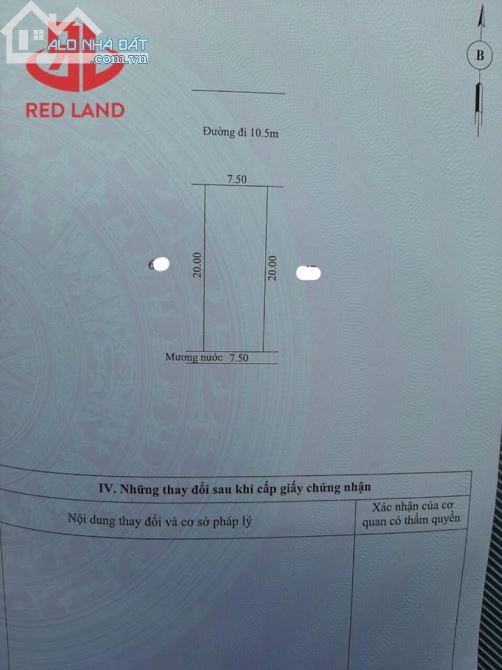 ALO NHÀ ĐẤT
.com.vn
RED LAND
B
Đường đi 10.5m
7.50
20.00
20.00
6
Mương nước 7.50
IV. Những thay đổi sau khi cấp giấy chứng nhận
Nội dung thay đổi và cơ sở pháp lý
Xác nhận của cơ
quan có thẩm quyền